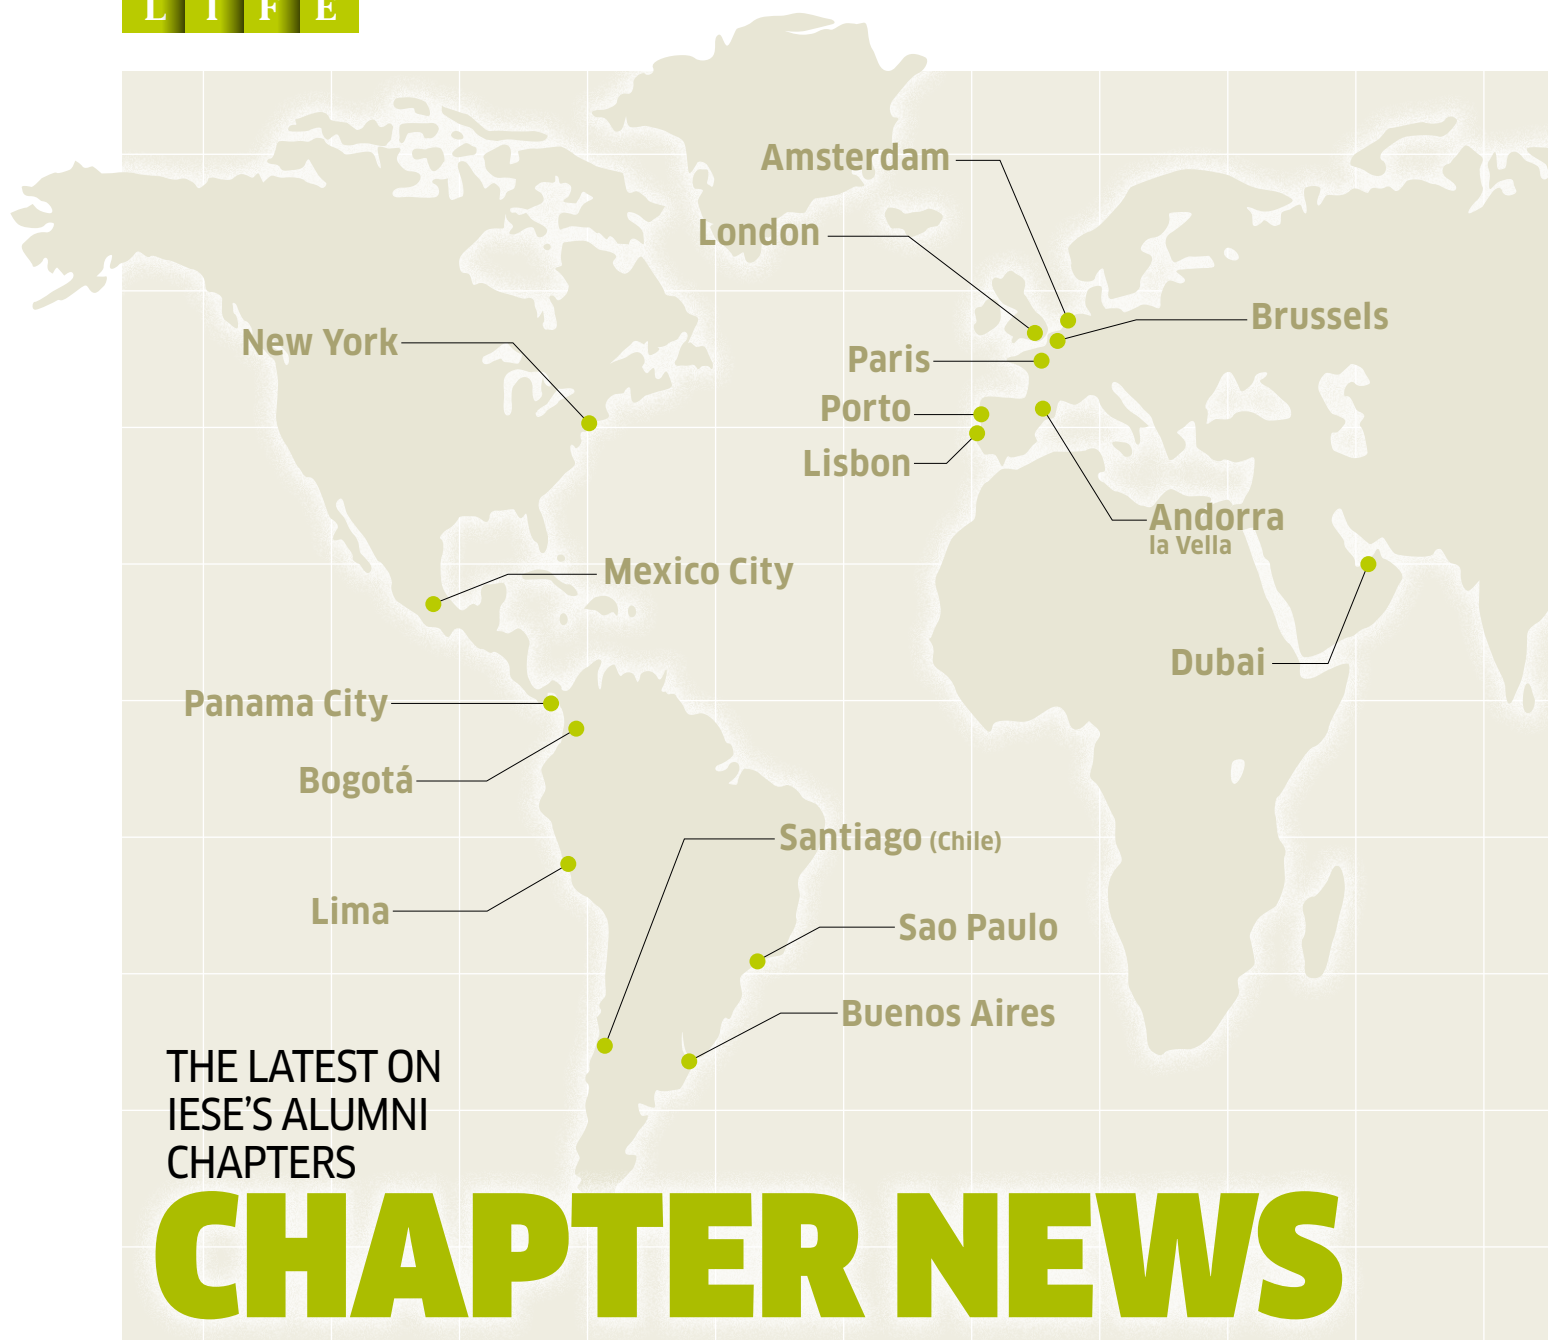 LIFE
Amsterdam
London
Brussels
New York
Paris
Porto
Lisbon
Andorra
la Vella
Mexico City
Dubai
Panama City
Bogotá
Santiago (Chile)
Lima
Sao Paulo
Buenos Aires
THE LATEST ON
IESE’S ALUMNI
CHAPTERS
CHAPTER NEWS